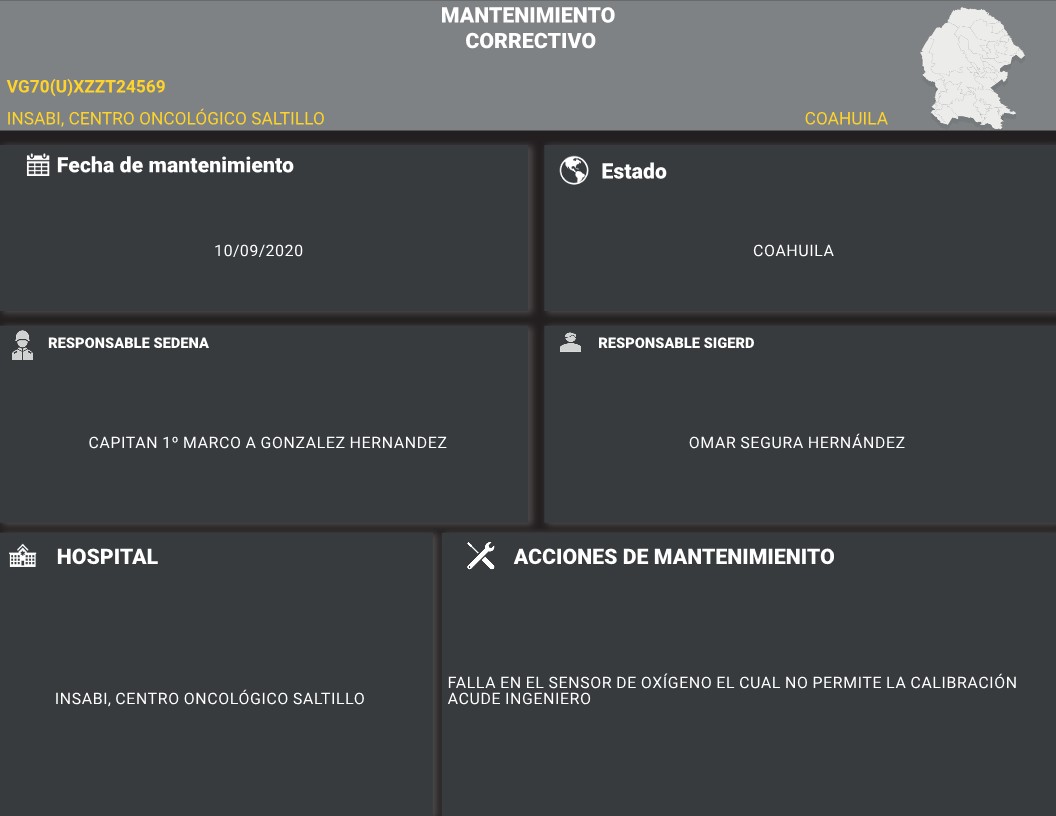 MANTENIMIENTO
CORRECTIVO
VG70(U)XZZT24569
INSABI, CENTRO ONCOLÓGICO SALTILLO
COAHUILA
Fecha de mantenimiento
10/09/2020
Estado
COAHUILA
RESPONSABLE SEDENA
CAPITAN 1º MARCO A GONZALEZ HERNANDEZ
RESPONSABLE SIGERD
OMAR SEGURA HERNÁNDEZ
HOSPITAL
INSABI, CENTRO ONCOLÓGICO SALTILLO
ACCIONES DE MANTENIMIENITO
FALLA EN EL SENSOR DE OXÍGENO EL CUAL NO PERMITE LA CALIBRACIÓN
ACUDE INGENIERO